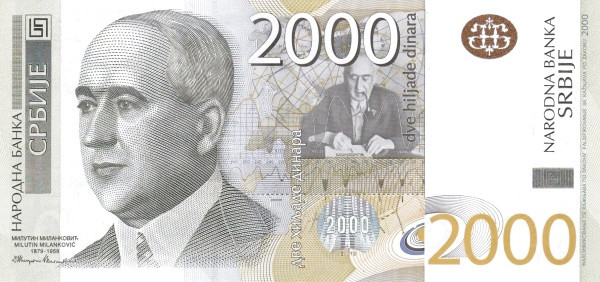 НАРОДНА БАНКА
СРБИЈЕ
МИЛУТИН МИЛАНКОВИЋ
MILUTIN MILANKOVIĆ
1879-1958
2000
dve hiljade dinara
две хиљаде динара
2000
2000
NARODNA BANKA
SRBIJE
2000